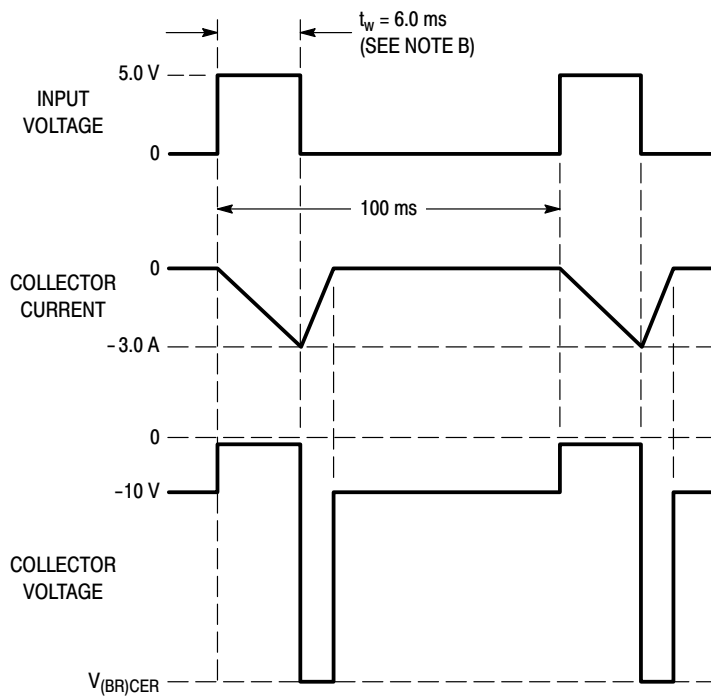 t_w = 6.0 ms
(SEE NOTE B)
5.0 V
INPUT
VOLTAGE
0
100 ms
0
COLLECTOR
CURRENT
-3.0 A
0
-10 V
COLLECTOR
VOLTAGE
V_(BR)CER